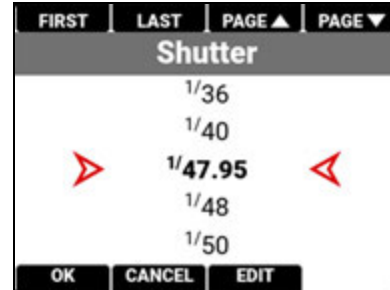 FIRST LAST PAGE▲ PAGE▼
Shutter
1/36
1/40
1/47.95
1/48
1/50
OK CANCEL EDIT